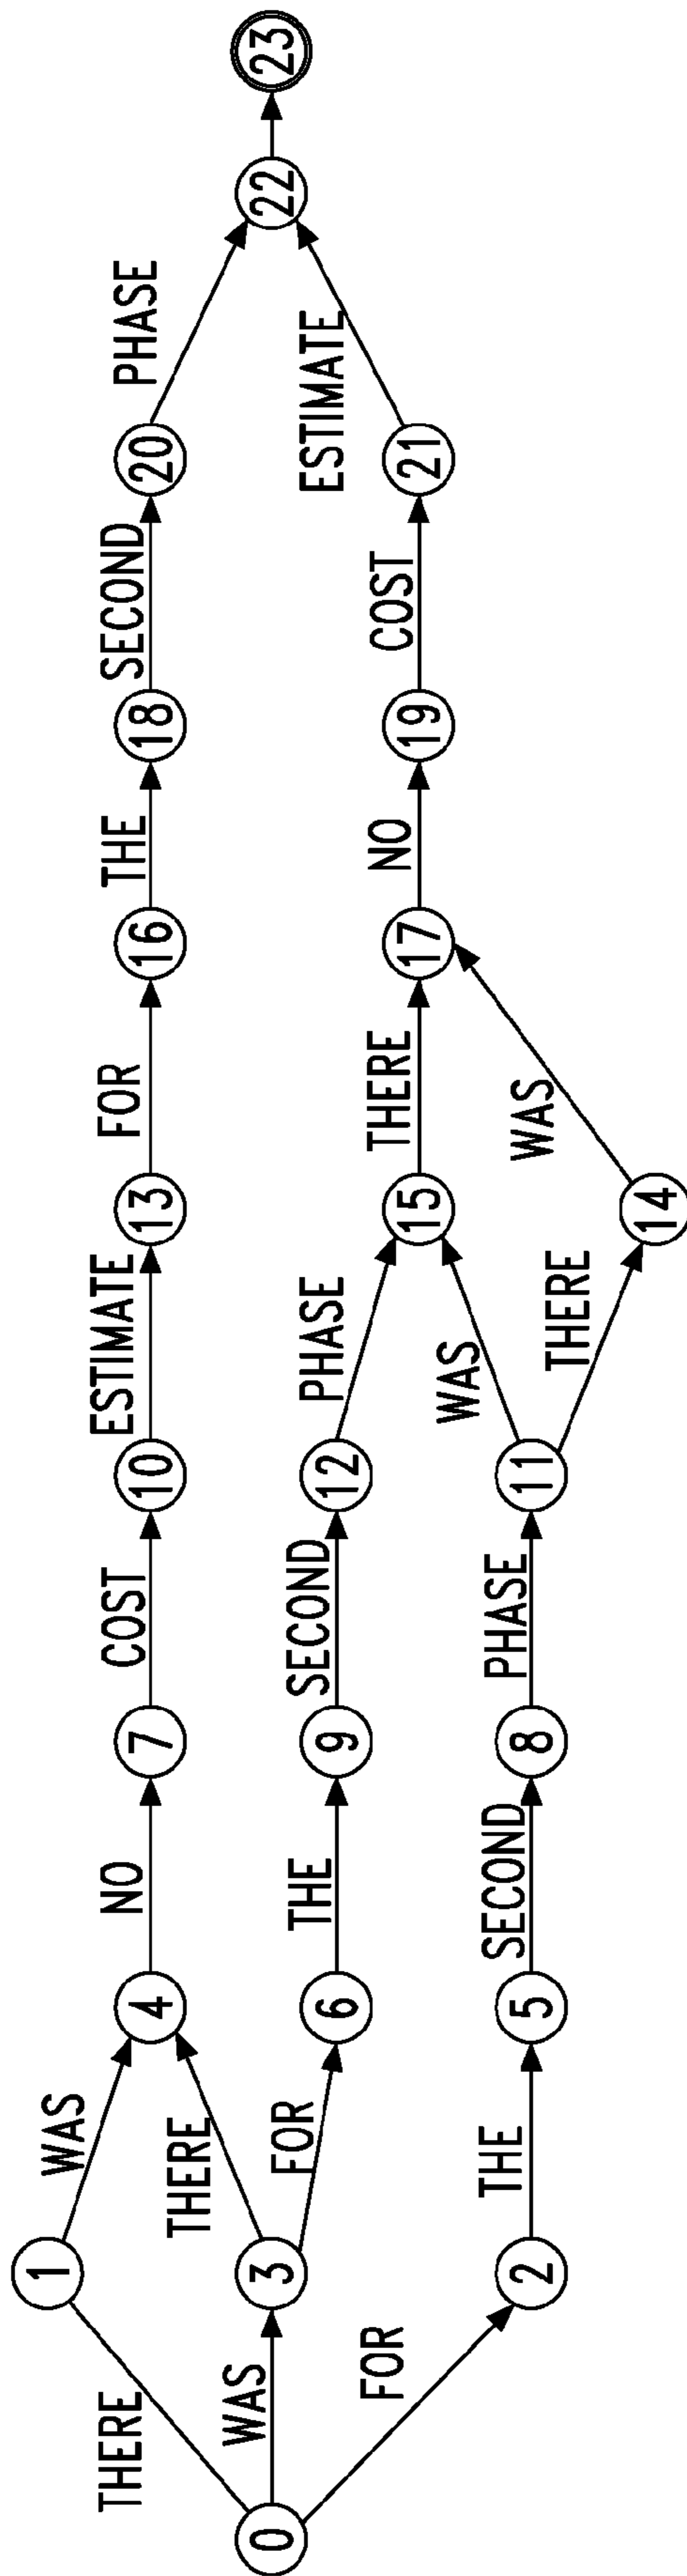 THERE
WAS
FOR
1
WAS
3
THERE
FOR
2
THE
0
4
NO
7
COST
10
ESTIMATE
13
FOR
16
THE
18
SECOND
20
PHASE
6
THE
9
SECOND
12
PHASE
5
SECOND
8
PHASE
11
WAS
THERE
15
THERE
14
WAS
17
NO
19
COST
21
ESTIMATE
22
23